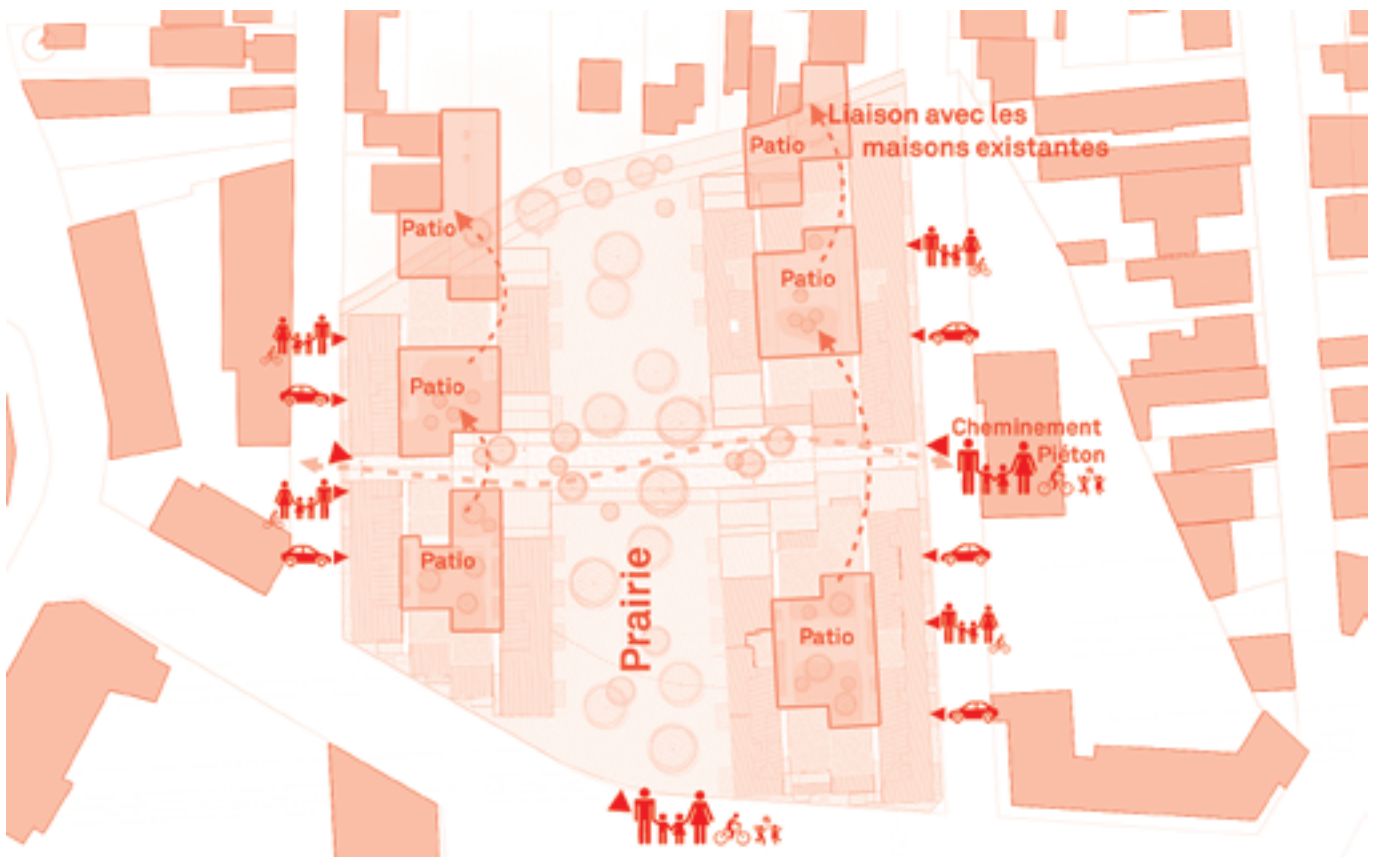 Liaison avec les
maisons existantes
Patio
Patio
Patio
Patio
Cheminement
Piéton
Patio
Prairie
Patio